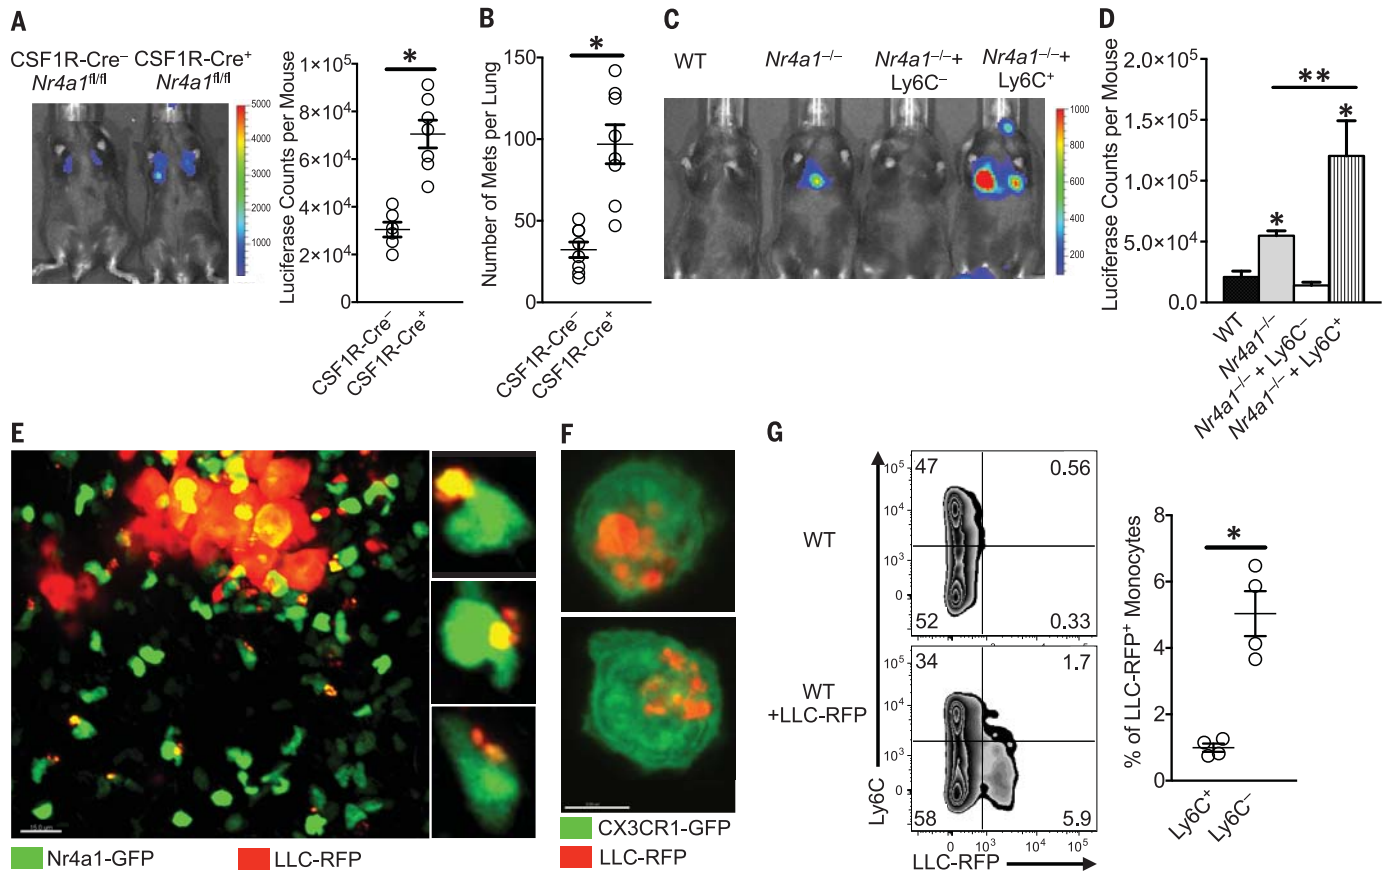 A
CSF1R-Cre⁻ CSF1R-Cre⁺
Nr4a1fl/fl Nr4a1fl/fl
5000
4000
3000
2000
1000
Luciferase Counts per Mouse
1×10⁵
8×10⁴
6×10⁴
4×10⁴
2×10⁴
0
*
CSF1R-Cre⁻
CSF1R-Cre⁺
B
Number of Mets per Lung
150
100
50
0
*
CSF1R-Cre⁻
CSF1R-Cre⁺
C
WT
Nr4a1⁻/⁻
Nr4a1⁻/⁻+
Ly6C⁻
Nr4a1⁻/⁻+
Ly6C⁺
1000
800
600
400
200
D
Luciferase Counts per Mouse
2.0×10⁵
1.5×10⁵
1.0×10⁵
5.0×10⁴
0.0
**
*
*
WT
Nr4a1⁻/⁻
Nr4a1⁻/⁻ + Ly6C⁻
Nr4a1⁻/⁻ + Ly6C⁺
E
Nr4a1-GFP
LLC-RFP
F
CX3CR1-GFP
LLC-RFP
G
WT
10⁵
10⁴
10³
0
47
0.56
52
0.33
WT
+LLC-RFP
10⁵
10⁴
10³
0
34
1.7
58
5.9
0
10³
10⁴
10⁵
Ly6C
LLC-RFP
% of LLC-RFP⁺ Monocytes
8
6
4
2
0
*
Ly6C⁺
Ly6C⁻